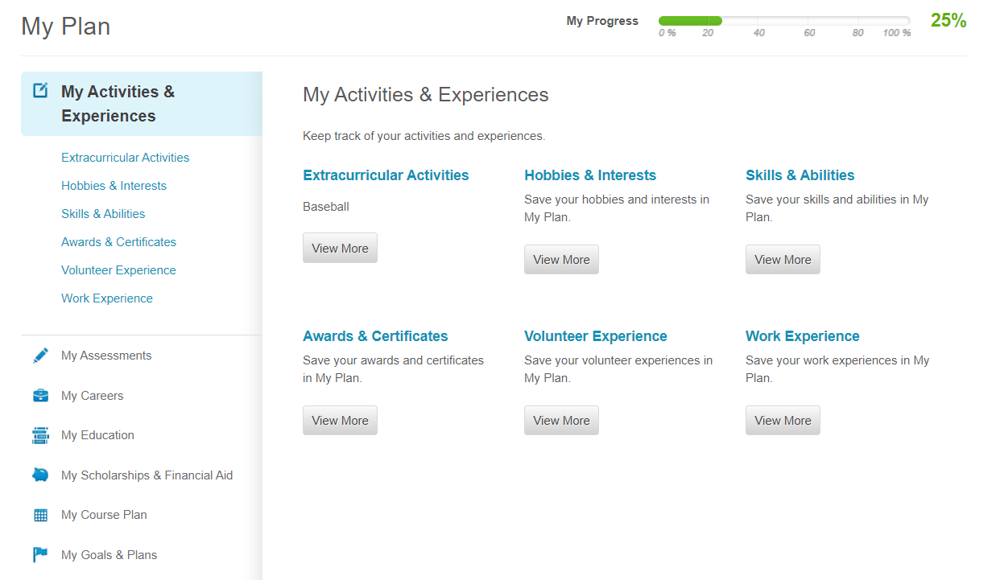 My Plan
My Progress
0 %
20
40
60
80
100 %
25%
My Activities &
Experiences
Extracurricular Activities
Hobbies & Interests
Skills & Abilities
Awards & Certificates
Volunteer Experience
Work Experience
My Assessments
My Careers
My Education
My Scholarships & Financial Aid
My Course Plan
My Goals & Plans
My Activities & Experiences
Keep track of your activities and experiences.
Extracurricular Activities
Baseball
View More
Hobbies & Interests
Save your hobbies and interests in
My Plan.
View More
Skills & Abilities
Save your skills and abilities in My
Plan.
View More
Awards & Certificates
Save your awards and certificates
in My Plan.
View More
Volunteer Experience
Save your volunteer experiences in
My Plan.
View More
Work Experience
Save your work experiences in My
Plan.
View More